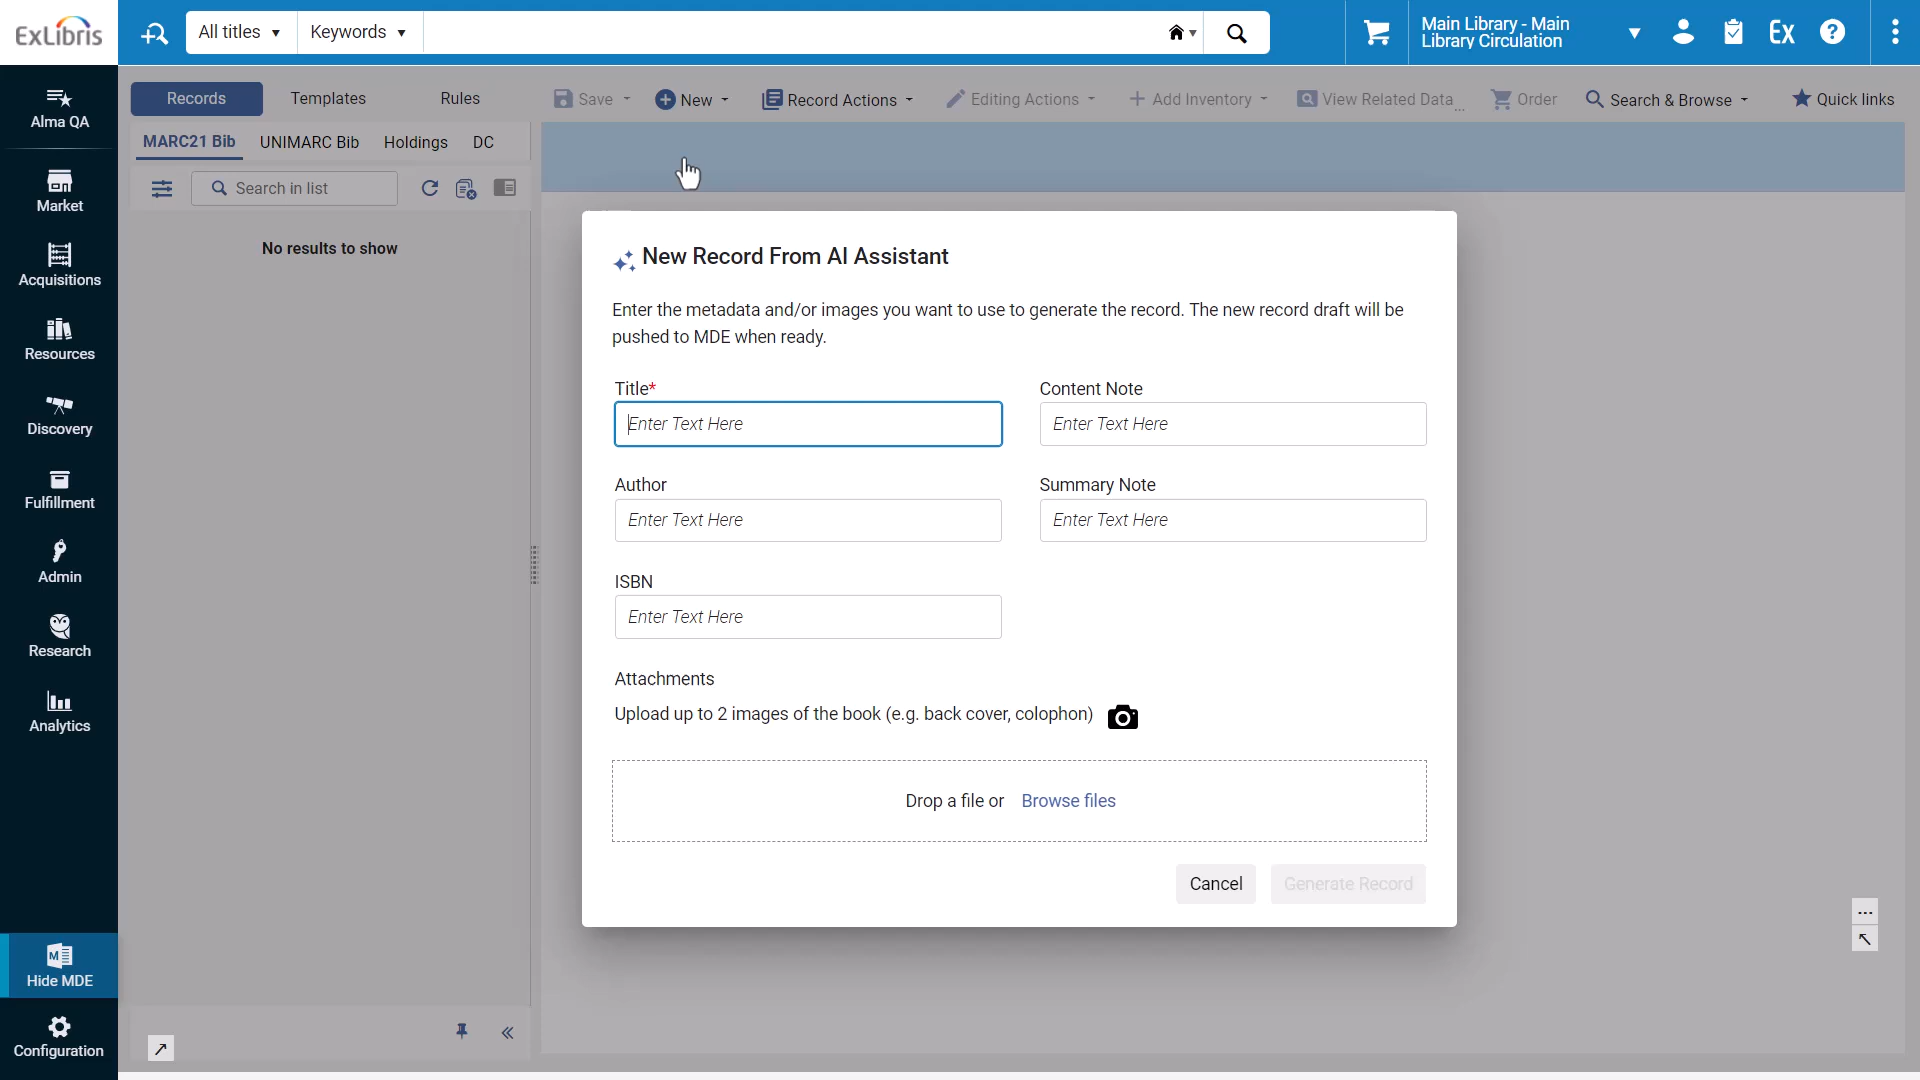 ExLibris
All titles
Keywords
Main Library - Main
Library Circulation
Ex
?
Alma QA
Market
Acquisitions
Resources
Discovery
Fulfillment
Admin
Research
Analytics
Hide MDE
Configuration
Records
Templates
Rules
Save
New
Record Actions
Editing Actions
Add Inventory
View Related Data...
Order
Search & Browse
Quick links
MARC21 Bib
UNIMARC Bib
Holdings
DC
Search in list
No results to show
New Record From AI Assistant
Enter the metadata and/or images you want to use to generate the record. The new record draft will be
pushed to MDE when ready.
Title*
Enter Text Here
Content Note
Enter Text Here
Author
Enter Text Here
Summary Note
Enter Text Here
ISBN
Enter Text Here
Attachments
Upload up to 2 images of the book (e.g. back cover, colophon)
Drop a file or Browse files
Cancel
Generate Record